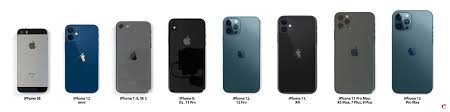 iPhone SE
iPhone 12
mini
iPhone 7, 8, SE 2
iPhone X,
XS, 11 Pro
iPhone 12,
12 Pro
iPhone 11,
XR
iPhone 11 Pro Max,
XS Max, 7 Plus, 8 Plus
iPhone 12
Pro Max